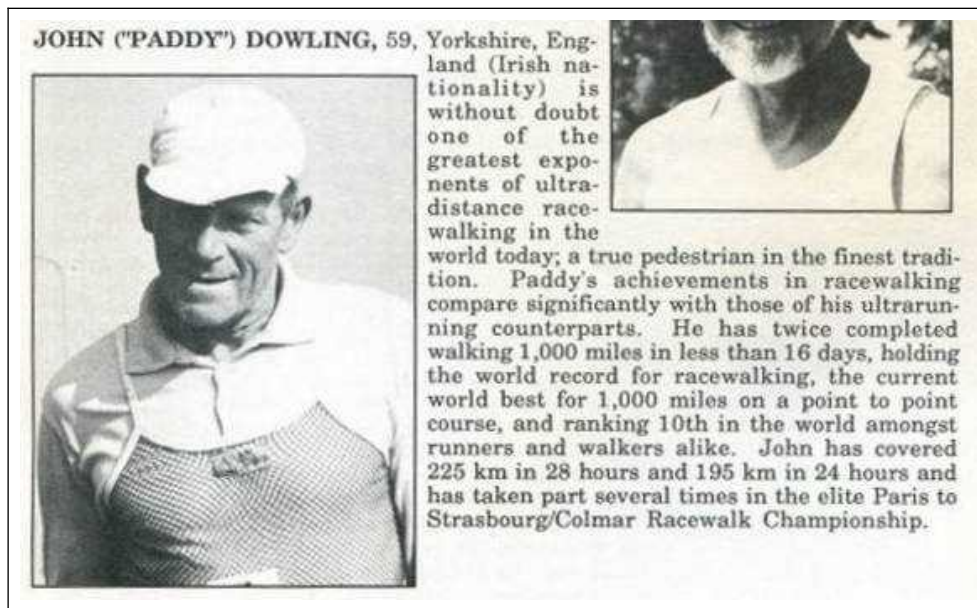 JOHN ("PADDY") DOWLING, 59, Yorkshire, Eng-
land (Irish na-
tionality) is
without doubt
one of the
greatest expo-
nents of ultra-
distance race-
walking in the
world today; a true pedestrian in the finest tradi-
tion. Paddy's achievements in racewalking
compare significantly with those of his ultrarun-
ning counterparts. He has twice completed
walking 1,000 miles in less than 16 days, holding
the world record for racewalking, the current
world best for 1,000 miles on a point to point
course, and ranking 10th in the world amongst
runners and walkers alike. John has covered
225 km in 28 hours and 195 km in 24 hours and
has taken part several times in the elite Paris to
Strasbourg/Colmar Racewalk Championship.